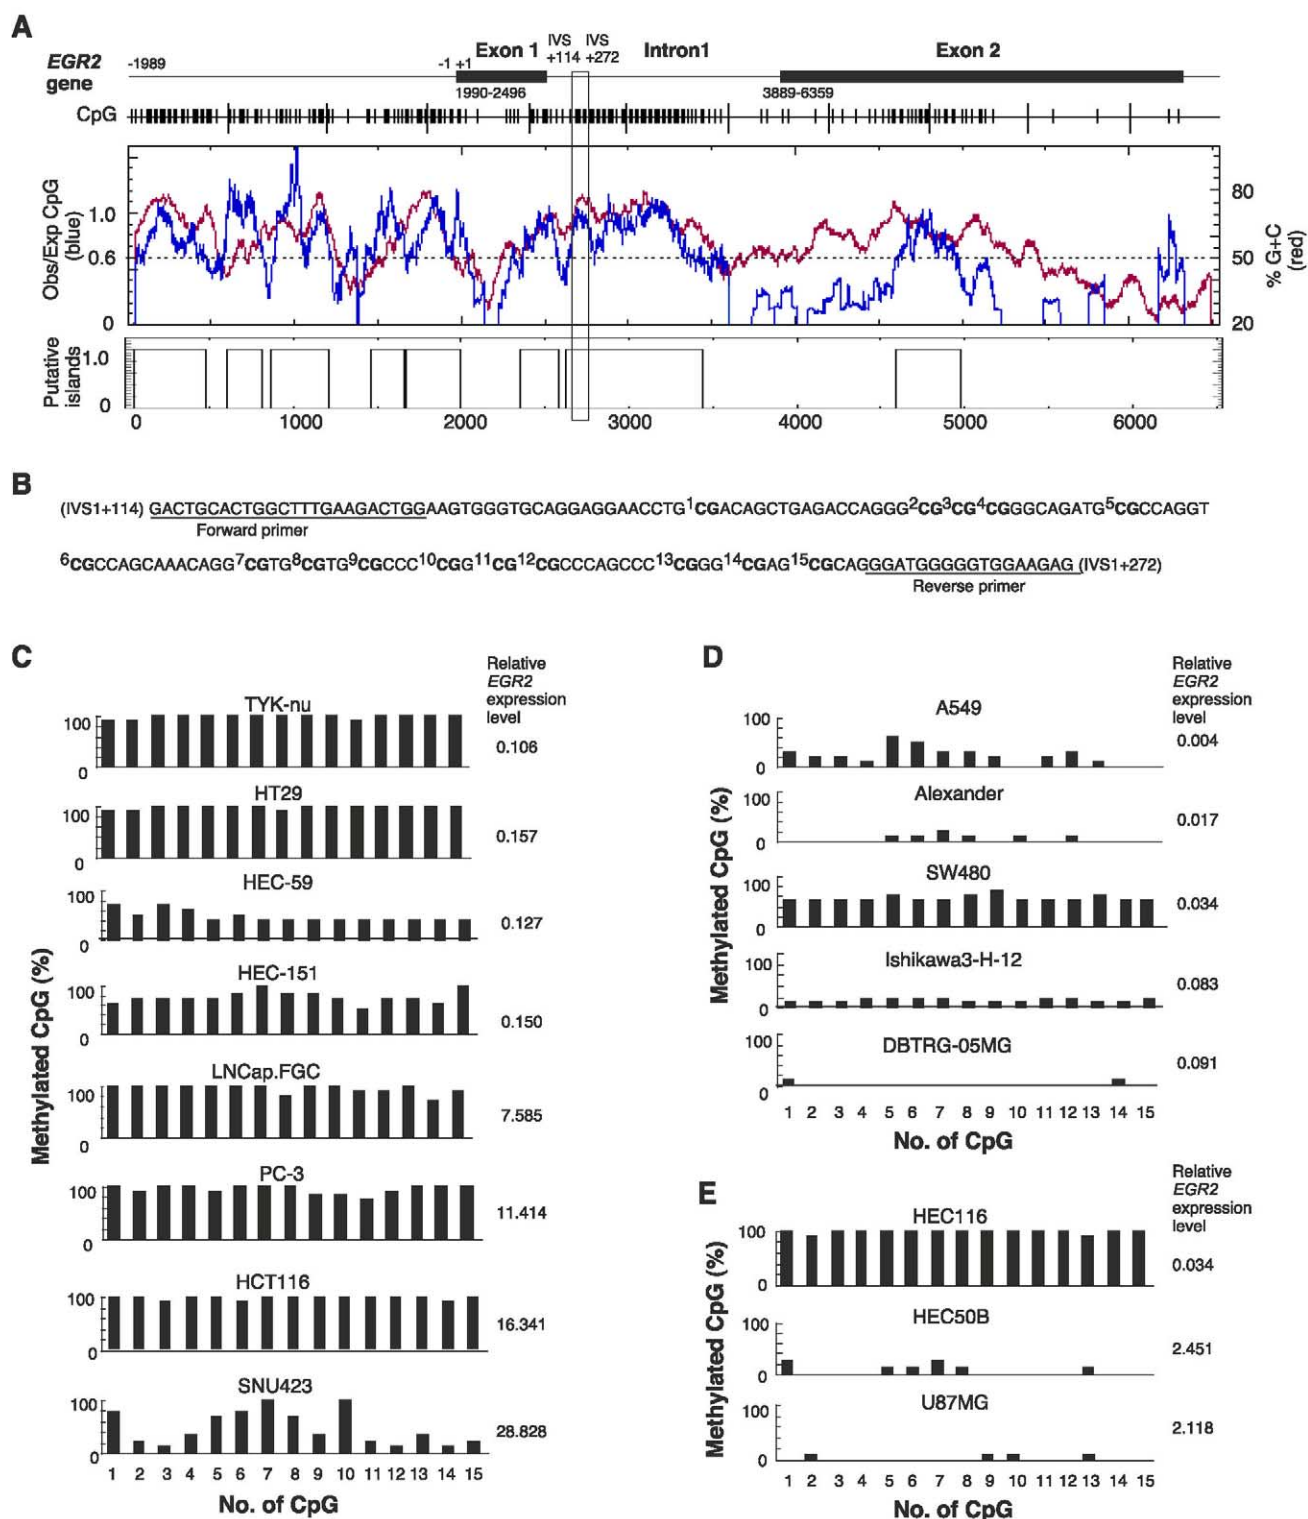 A
EGR2 gene
-1989
-1 +1
Exon 1
IVS +114
IVS +272
Intron1
Exon 2
1990-2496
3889-6359
CpG
Obs/Exp CpG (blue)
1.0
0.6
0
80
50
20
% G+C (red)
Putative islands
1.0
0
0 1000 2000 3000 4000 5000 6000
B
(IVS1+114) GACTGCACTGGCTTTGAAGACTGGAAGTGGGTGCAGGAGGAACCTG1CGACAGCTGAGACCAGGG2CG3CG4CGGGCAGATG5CGCCAGGT
Forward primer
6CGCCAGCAAACAGG7CGTG8CGTG9CGCCC10CGG11CG12CGCCCAGCCC13CGGG14CGAG15CGCAGGGATGGGGGTGGAAGAG (IVS1+272)
Reverse primer
C
Relative
EGR2
expression
level
Methylated CpG (%)
TYK-nu
100
0
0.106
HT29
100
0
0.157
HEC-59
100
0
0.127
HEC-151
100
0
0.150
LNCap.FGC
100
0
7.585
PC-3
100
0
11.414
HCT116
100
0
16.341
SNU423
100
0
28.828
1 2 3 4 5 6 7 8 9 10 11 12 13 14 15
No. of CpG
D
Relative
EGR2
expression
level
Methylated CpG (%)
A549
100
0
0.004
Alexander
100
0
0.017
SW480
100
0
0.034
Ishikawa3-H-12
100
0
0.083
DBTRG-05MG
100
0
0.091
1 2 3 4 5 6 7 8 9 10 11 12 13 14 15
No. of CpG
E
Relative
EGR2
expression
level
Methylated CpG (%)
HEC116
100
0
0.034
HEC50B
100
0
2.451
U87MG
100
0
2.118
1 2 3 4 5 6 7 8 9 10 11 12 13 14 15
No. of CpG